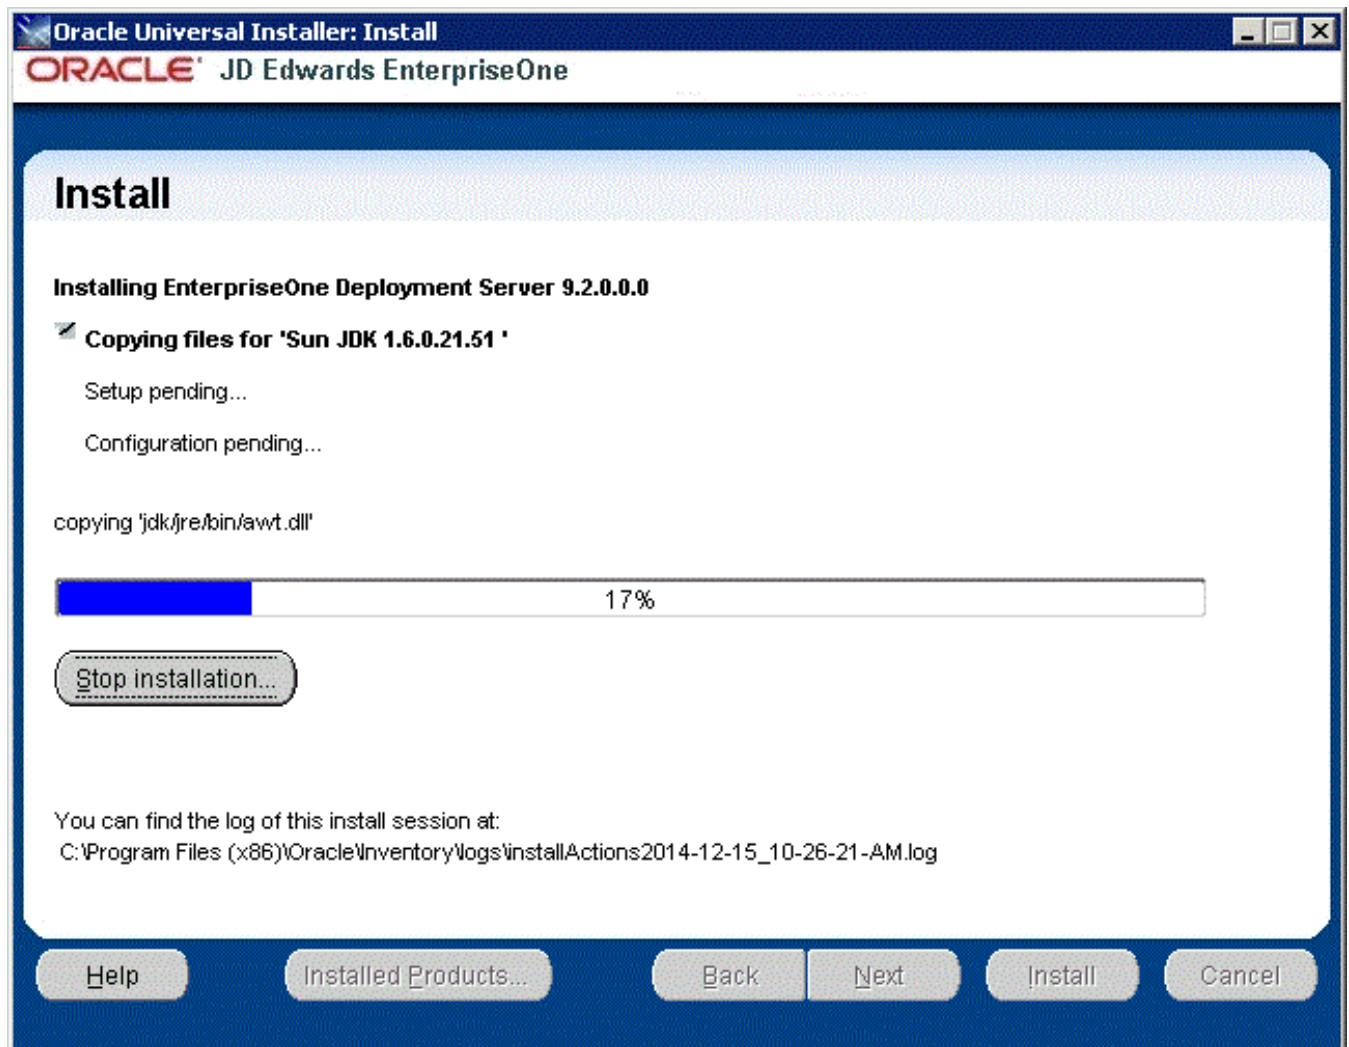 Oracle Universal Installer: Install
ORACLE JD Edwards EnterpriseOne
Install
Installing EnterpriseOne Deployment Server 9.2.0.0.0
Copying files for 'Sun JDK 1.6.0.21.51 '
Setup pending...
Configuration pending...
copying 'jdk/jre/bin/awt.dll'
17%
Stop installation...
You can find the log of this install session at:
C:\Program Files (x86)\Oracle\Inventory\logs\installActions2014-12-15_10-26-21-AM.log
Help Installed Products... Back Next Install Cancel